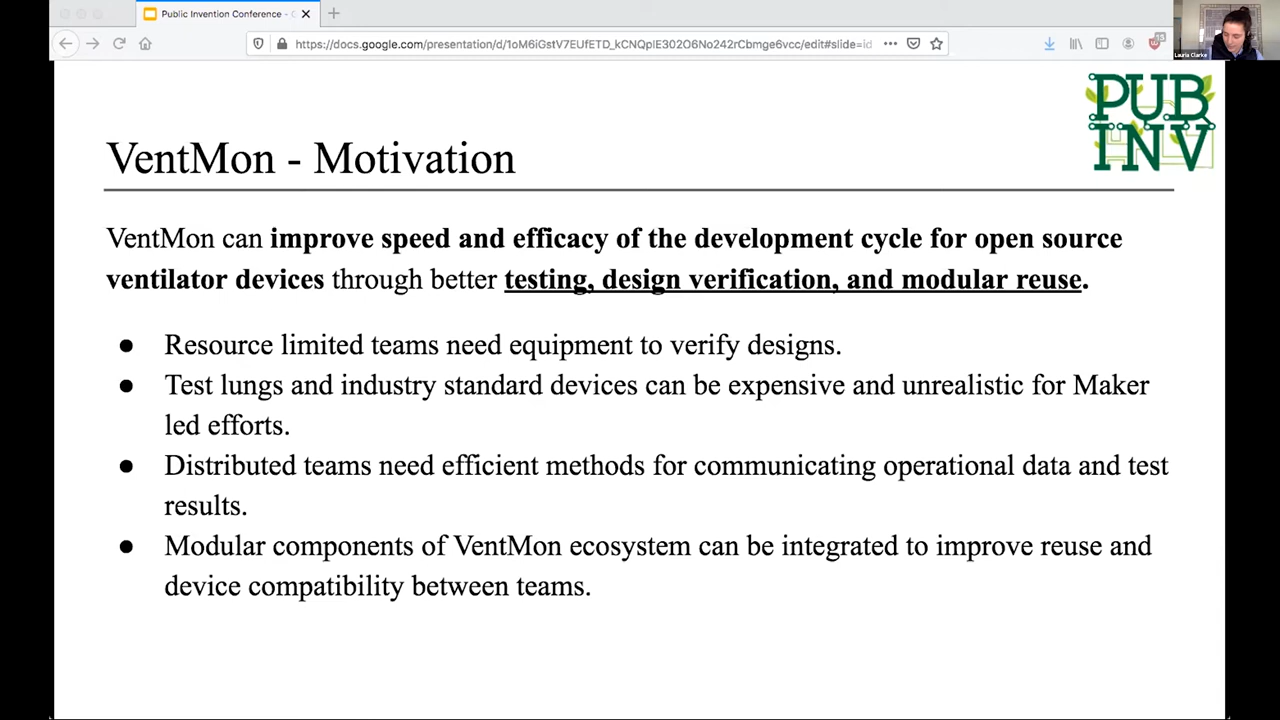 Public Invention Conference -
https://docs.google.com/presentation/d/1oM6iGstV7EUfETD_kCNQpIE302O6No242rCbmge6vcc/edit#slide=id
Lauria Clarke
PUB
INV
VentMon - Motivation
VentMon can improve speed and efficacy of the development cycle for open source
ventilator devices through better testing, design verification, and modular reuse.
● Resource limited teams need equipment to verify designs.
● Test lungs and industry standard devices can be expensive and unrealistic for Maker
led efforts.
● Distributed teams need efficient methods for communicating operational data and test
results.
● Modular components of VentMon ecosystem can be integrated to improve reuse and
device compatibility between teams.